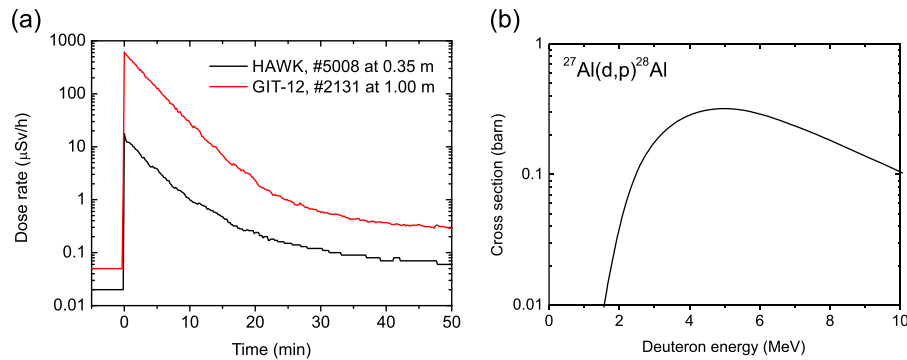 (a)
1000
100
10
1
0.1
0.01
Dose rate (μSv/h)
HAWK, #5008 at 0.35 m
GIT-12, #2131 at 1.00 m
0 10 20 30 40 50
Time (min)
(b)
1
0.1
0.01
Cross section (barn)
²⁷Al(d,p)²⁸Al
0 2 4 6 8 10
Deuteron energy (MeV)